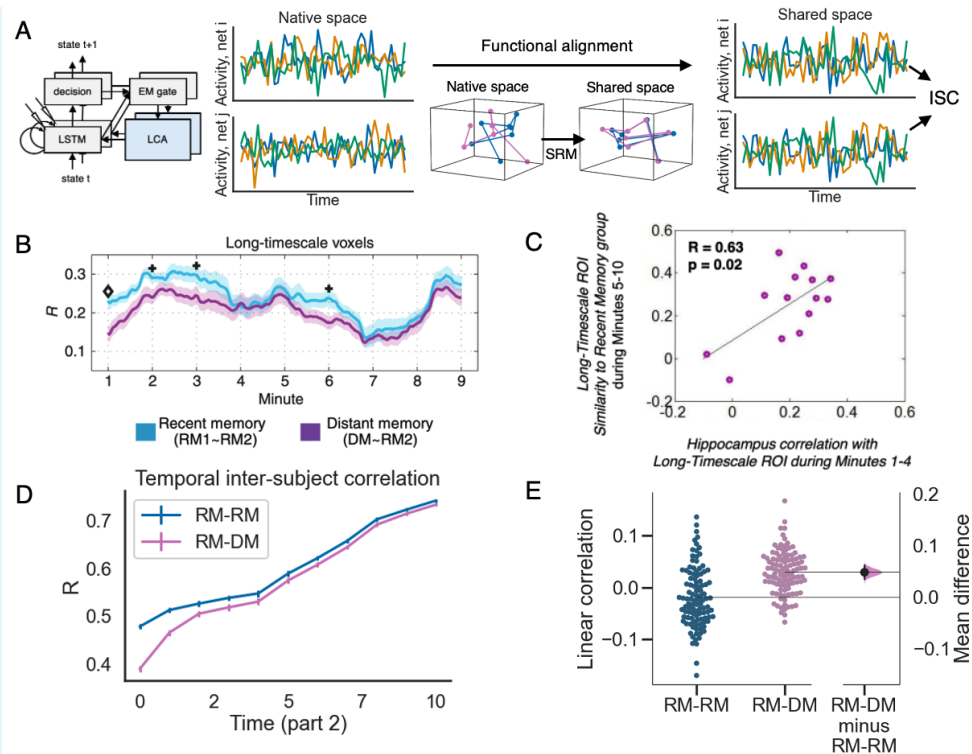 A
state t+1
decision
EM gate
LSTM
LCA
state t
Native space
Activity, net i
Activity, net j
Time
Functional alignment
Native space
Shared space
SRM
Shared space
Activity, net i
Activity, net j
Time
ISC
B
Long-timescale voxels
R
0.3
0.2
0.1
1 2 3 4 5 6 7 8 9
Minute
Recent memory
(RM1~RM2)
Distant memory
(DM~RM2)
C
R = 0.63
p = 0.02
Long-Timescale ROI
Similarity to Recent Memory group
during Minutes 5-10
0.6
0.4
0.2
0
-0.2
-0.2 0 0.2 0.4 0.6
Hippocampus correlation with
Long-Timescale ROI during Minutes 1-4
D
Temporal inter-subject correlation
RM-RM
RM-DM
R
0.7
0.6
0.5
0.4
0 2 5 7 10
Time (part 2)
E
Linear correlation
0.1
0.0
−0.1
0.2
0.1
0.0
−0.1
Mean difference
RM-RM
RM-DM
RM-DM
minus
RM-RM